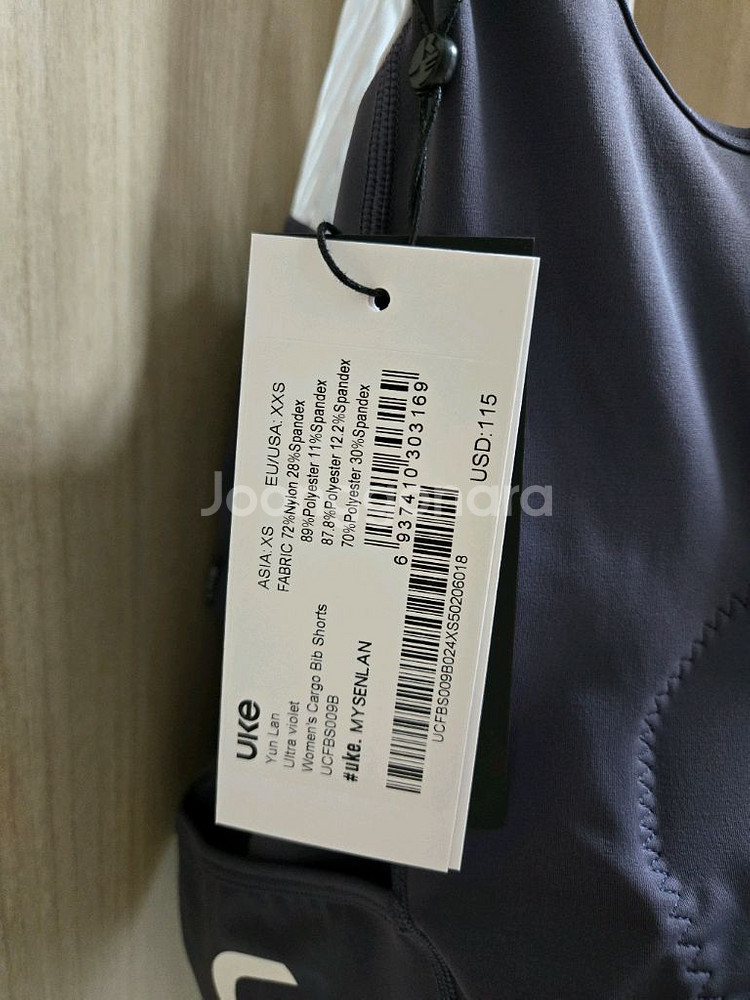 uke
Yun Lan
Ultra violet
Women's Cargo Bib Shorts
UCFBS009B
#uke. MYSENLAN
ASIA: XS EU/USA: XXS
FABRIC 72%Nylon 28%Spandex
89%Polyester 11%Spandex
87.8%Polyester 12.2%Spandex
70%Polyester 30%Spandex
6 937410 303169
UCFBS009B024XS50206018
USD:115